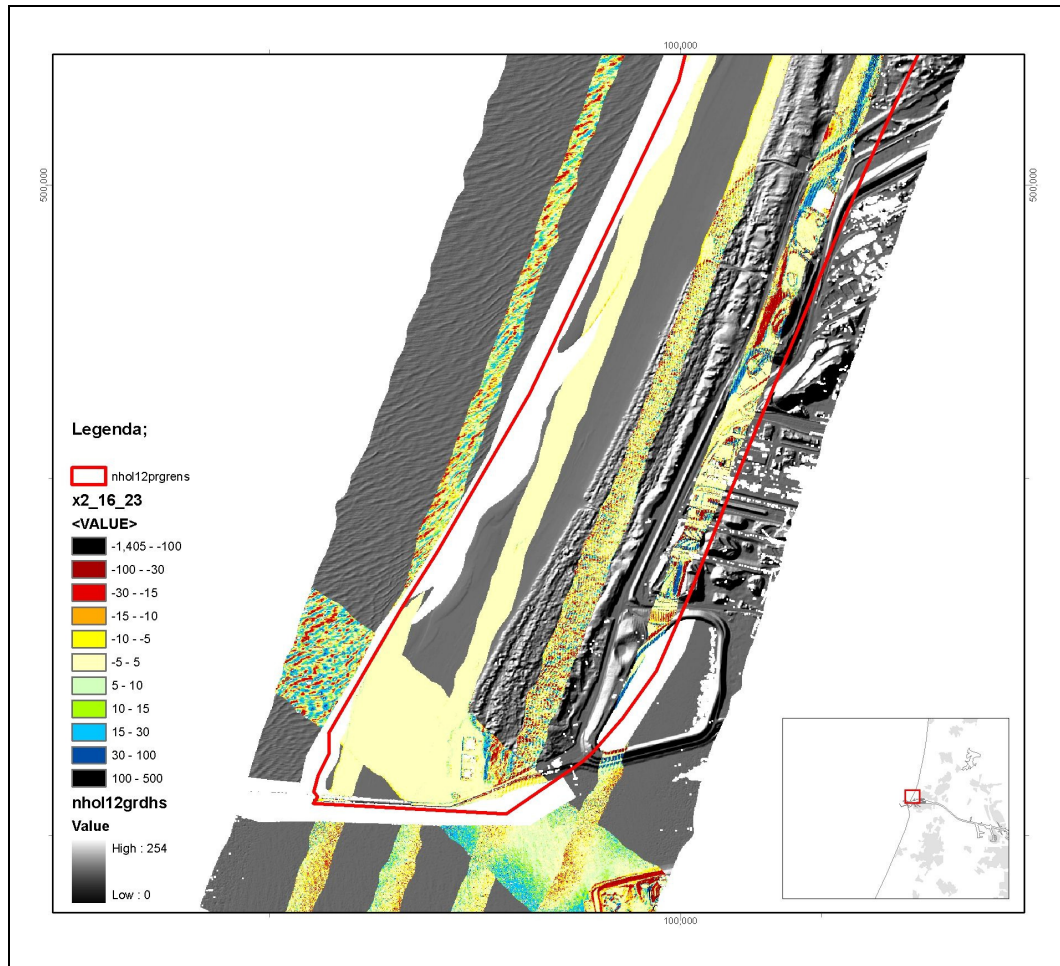 100,000
500,000
500,000
Legenda;
nhol12prgrens
x2_16_23
<VALUE>
-1,405 - -100
-100 - -30
-30 - -15
-15 - -10
-10 - -5
-5 - 5
5 - 10
10 - 15
15 - 30
30 - 100
100 - 500
nhol12grdhs
Value
High : 254
Low : 0
100,000